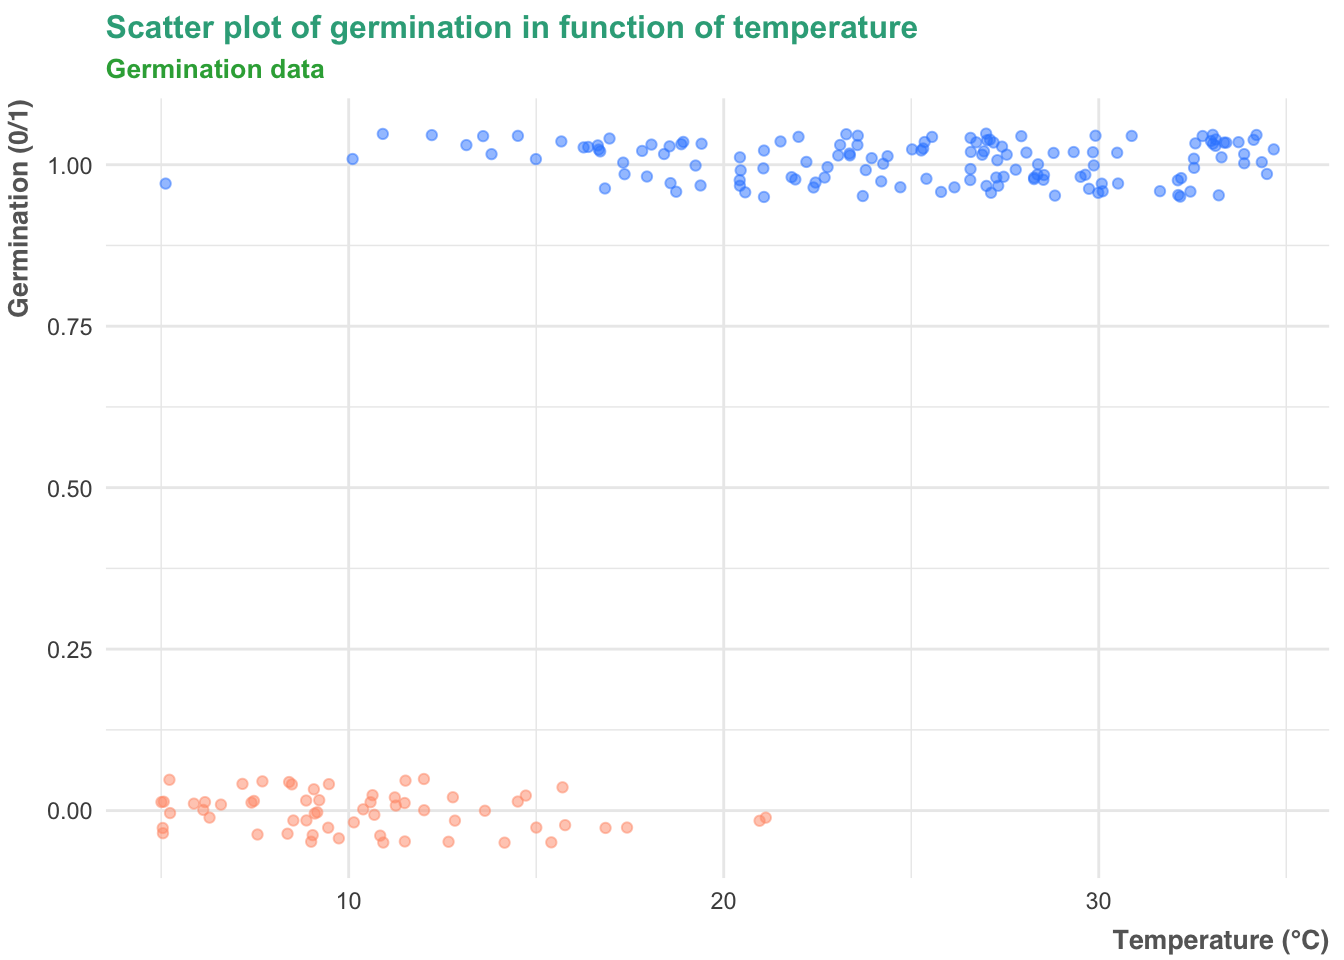 Scatter plot of germination in function of temperature
Germination data
Germination (0/1)
1.00
0.75
0.50
0.25
0.00
10 20 30
Temperature (°C)